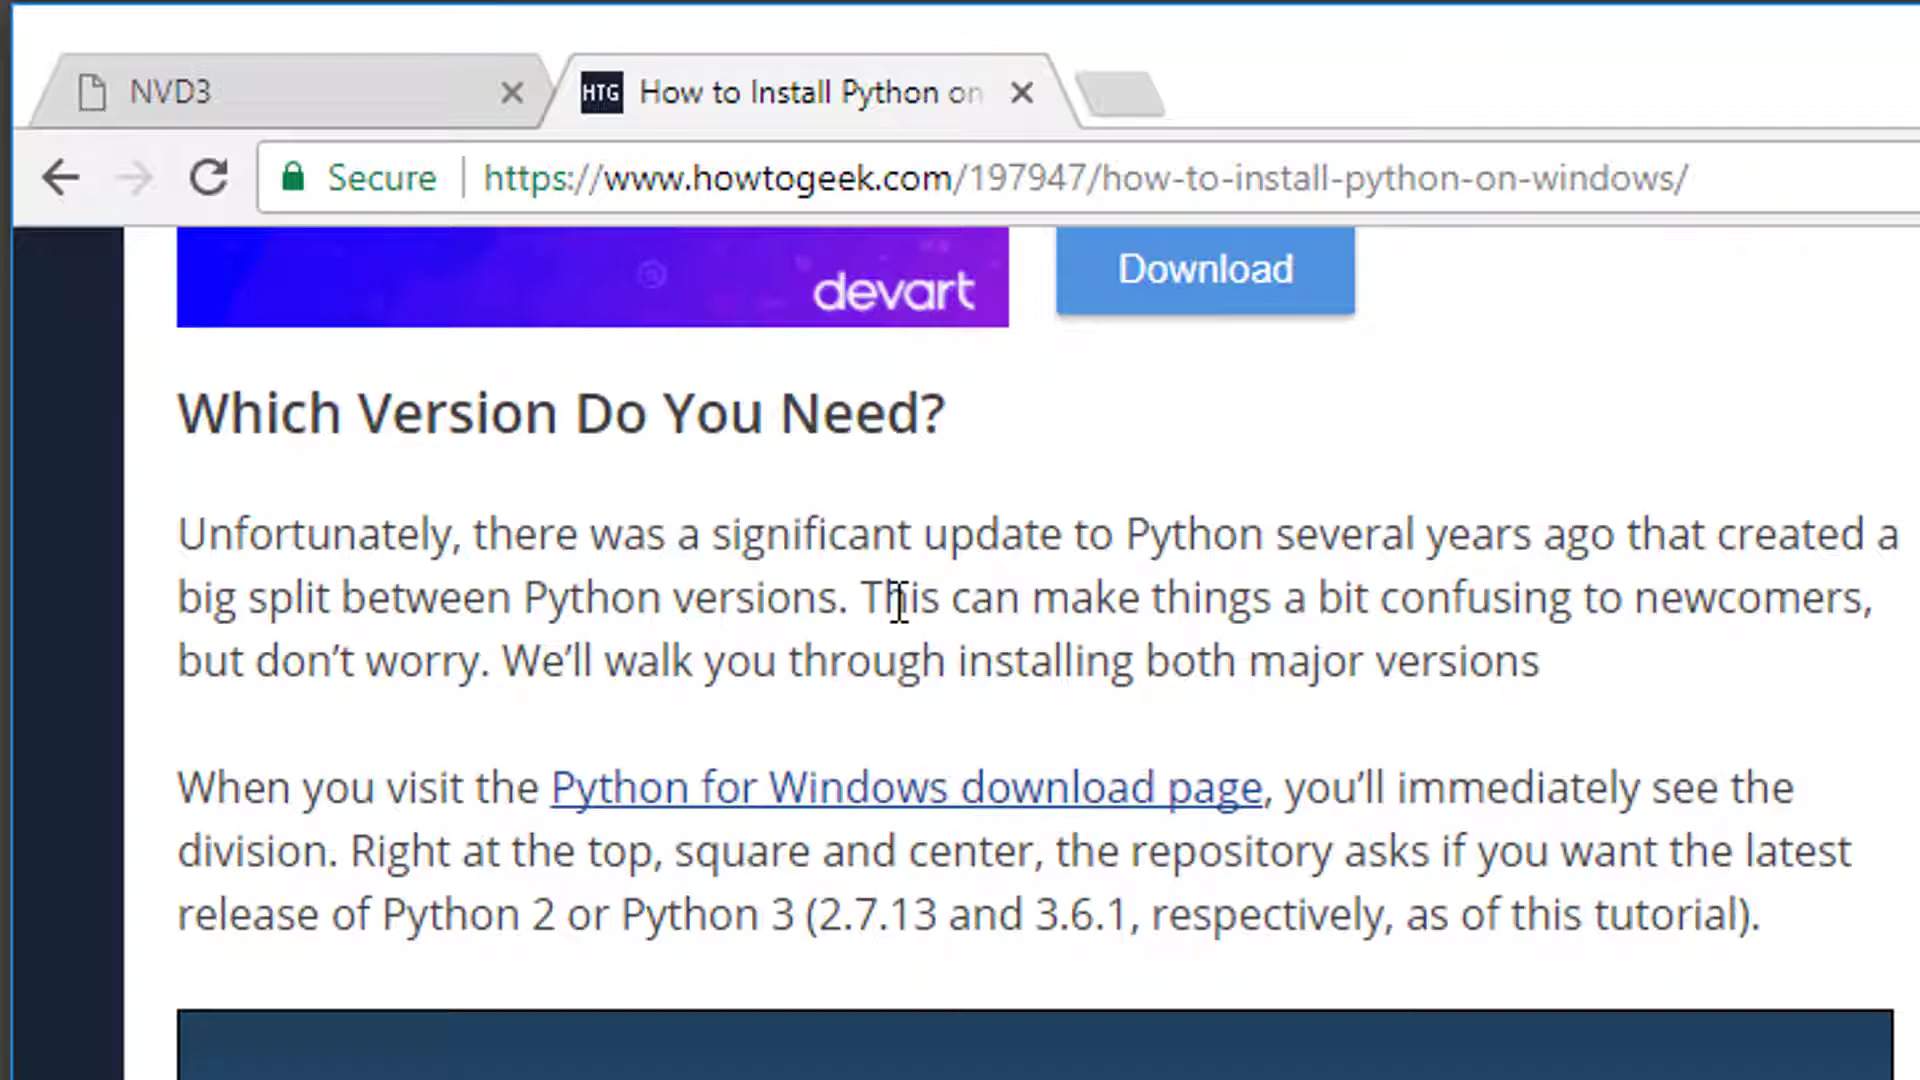 NVD3
HTG How to Install Python on
Secure https://www.howtogeek.com/197947/how-to-install-python-on-windows/
devart
Download
Which Version Do You Need?
Unfortunately, there was a significant update to Python several years ago that created a
big split between Python versions. This can make things a bit confusing to newcomers,
but don’t worry. We’ll walk you through installing both major versions
When you visit the Python for Windows download page, you’ll immediately see the
division. Right at the top, square and center, the repository asks if you want the latest
release of Python 2 or Python 3 (2.7.13 and 3.6.1, respectively, as of this tutorial).